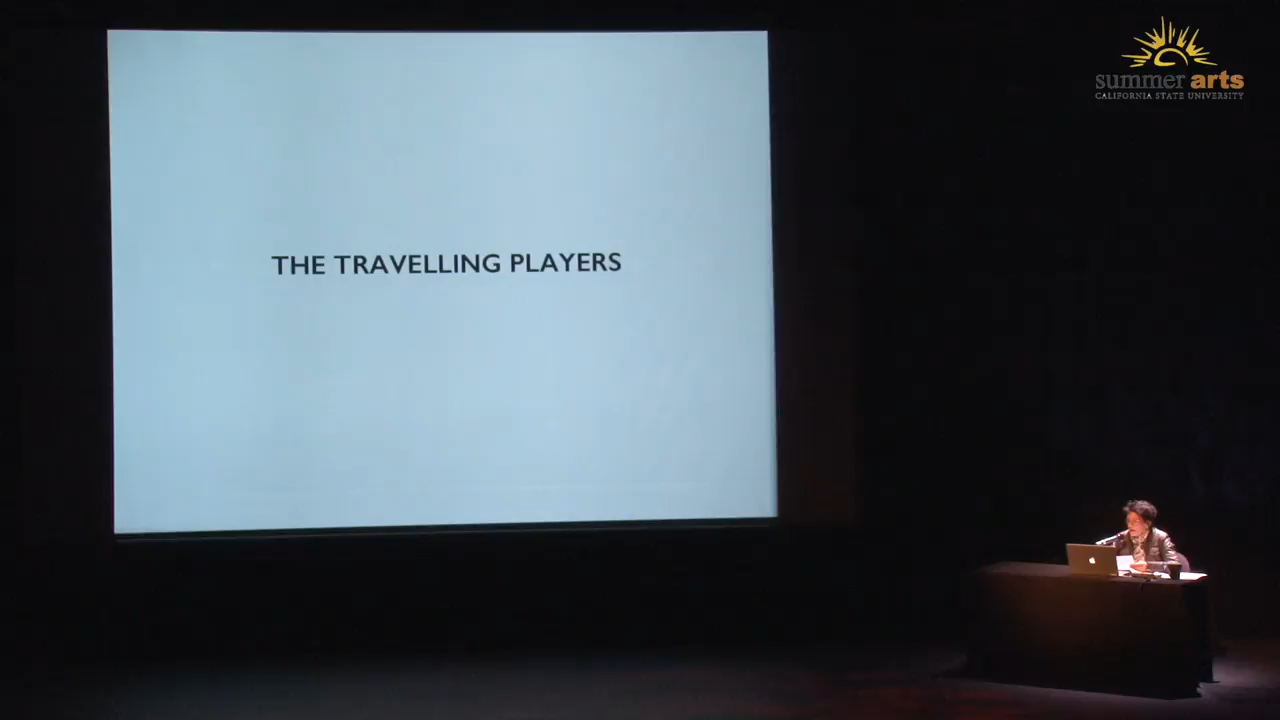 summer arts
CALIFORNIA STATE UNIVERSITY
THE TRAVELLING PLAYERS